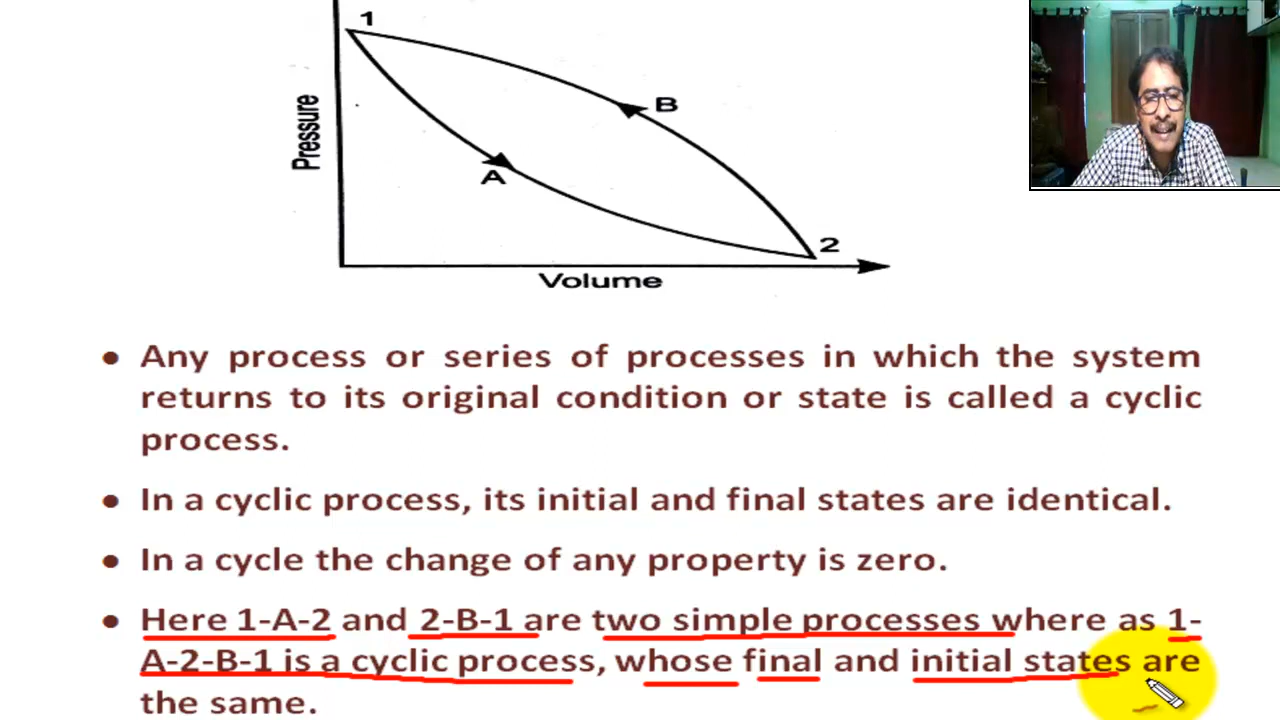 1
B
Pressure
A
2
Volume
• Any process or series of processes in which the system
returns to its original condition or state is called a cyclic
process.
• In a cyclic process, its initial and final states are identical.
• In a cycle the change of any property is zero.
• Here 1-A-2 and 2-B-1 are two simple processes where as 1-
A-2-B-1 is a cyclic process, whose final and initial states are
the same.